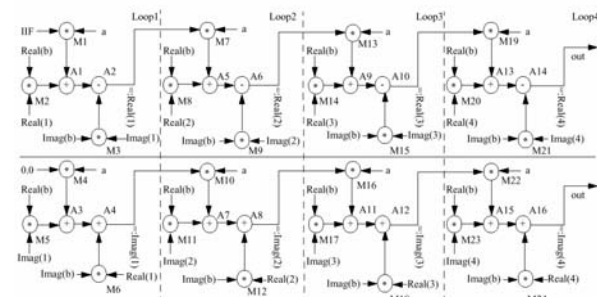 Loop1 Loop2 Loop3 Loop4
IIF M1 a M7 a M13 a M19 a
Real(b) Real(b) Real(b) Real(b) out
A1 A2 A5 A6 A9 A10 A13 A14
M2 M8 M14 M20
=:Real(1) =:Real(2) =:Real(3) =:Real(4)
Real(1) Real(2) Real(3) Real(4)
Imag(b) Imag(1) Imag(b) Imag(2) Imag(b) Imag(3) Imag(b) Imag(4)
M3 M9 M15 M21
0.0 M4 a M10 a M16 a M22 a
Real(b) Real(b) Real(b) Real(b) out
A3 A4 A7 A8 A11 A12 A15 A16
M5 M11 M17 M23
=Imag(1) =Imag(2) =Imag(3) =Imag(4)
Imag(1) Imag(2) Imag(3) Imag(4)
Imag(b) Real(1) Imag(b) Real(2) Imag(b) Real(3) Imag(b) Real(4)
M6 M12